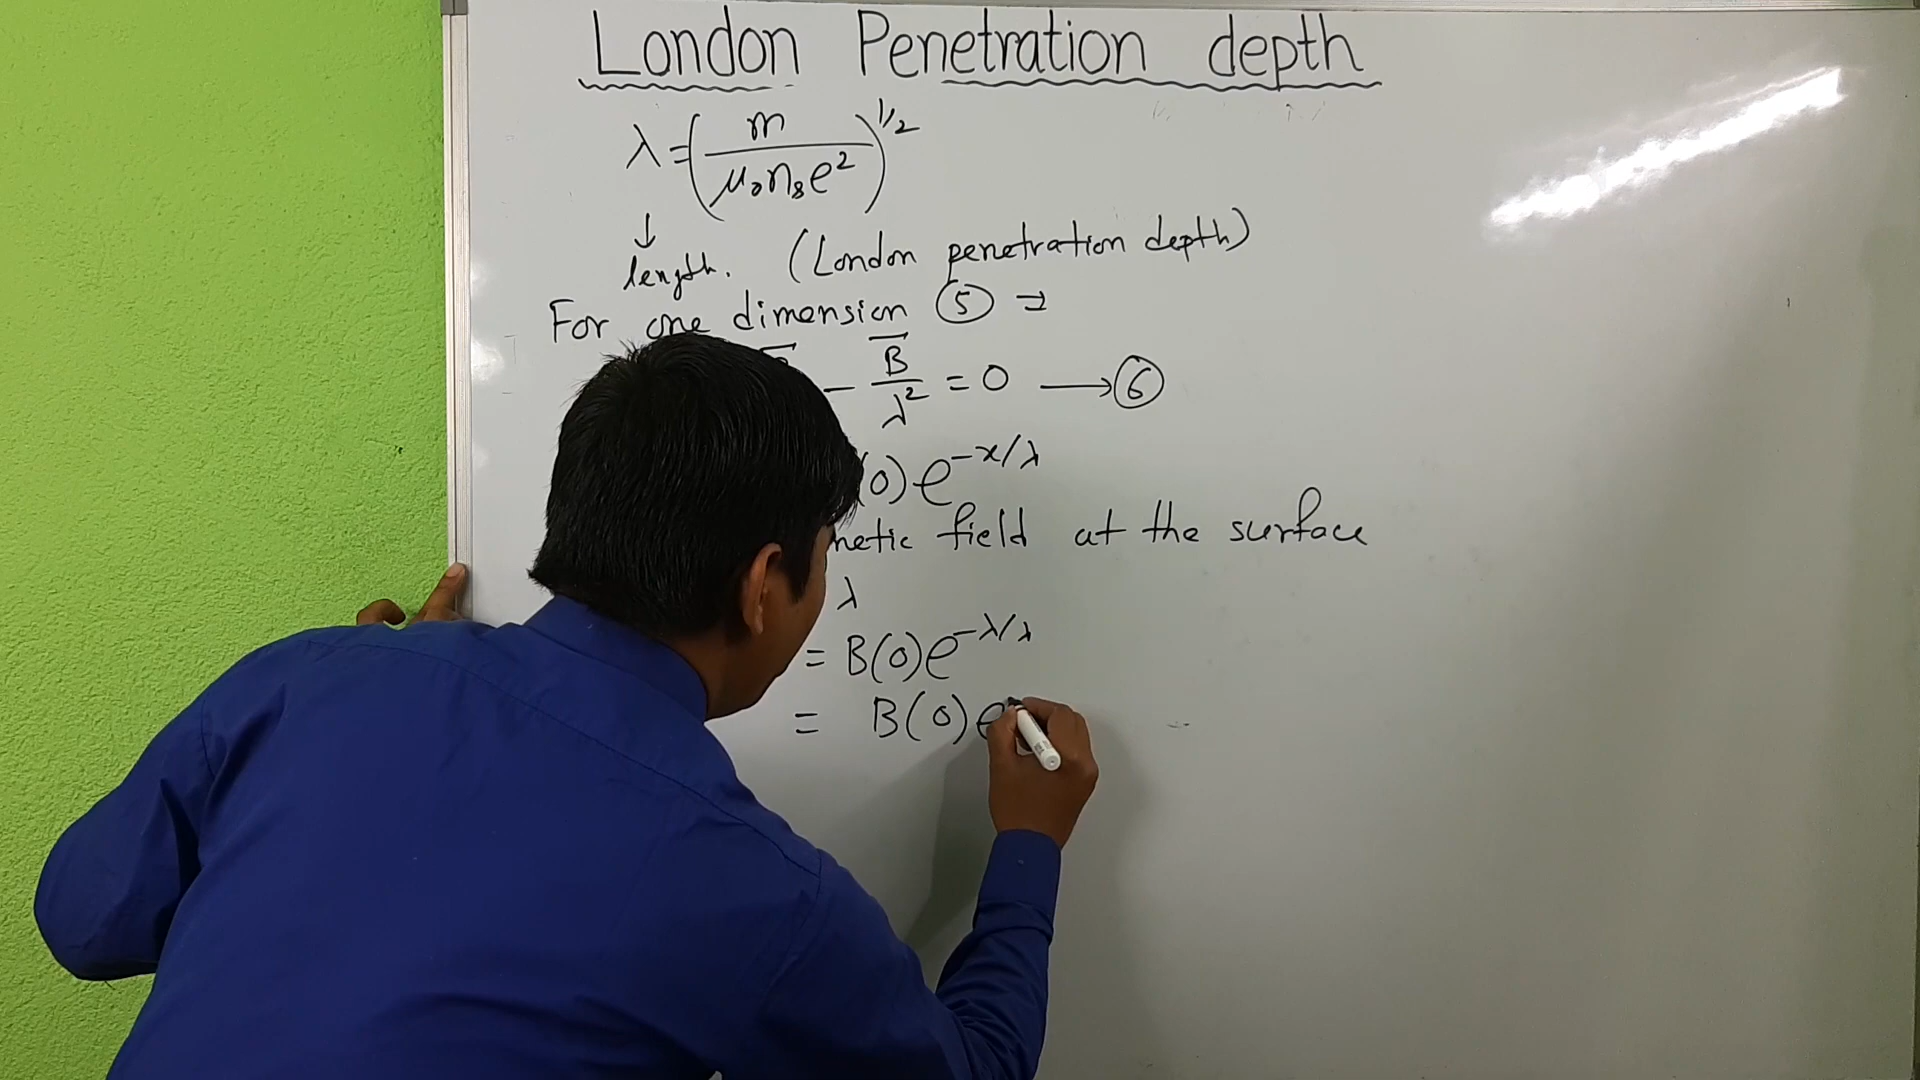 London Penetration depth
λ = (m / μ₀nₛe²)^1/2
↓
length. (London penetration depth)
For one dimension ⑤ ⇒
− B⃗ / λ² = 0 ⟶ ⑥
(0) e^−x/λ
netic field at the surface
λ
= B(0) e^−λ/λ
= B(0) e